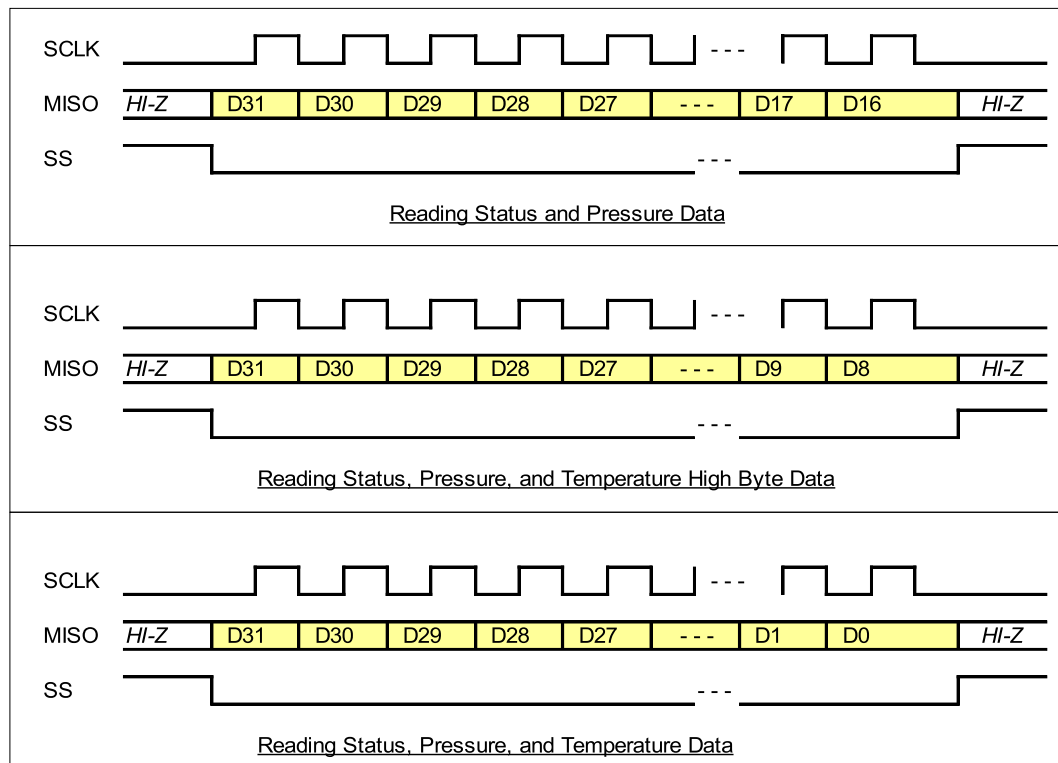 SCLK - - -
MISO HI-Z D31 D30 D29 D28 D27 - - - D17 D16 HI-Z
SS - - -
Reading Status and Pressure Data
SCLK - - -
MISO HI-Z D31 D30 D29 D28 D27 - - - D9 D8 HI-Z
SS - - -
Reading Status, Pressure, and Temperature High Byte Data
SCLK - - -
MISO HI-Z D31 D30 D29 D28 D27 - - - D1 D0 HI-Z
SS - - -
Reading Status, Pressure, and Temperature Data